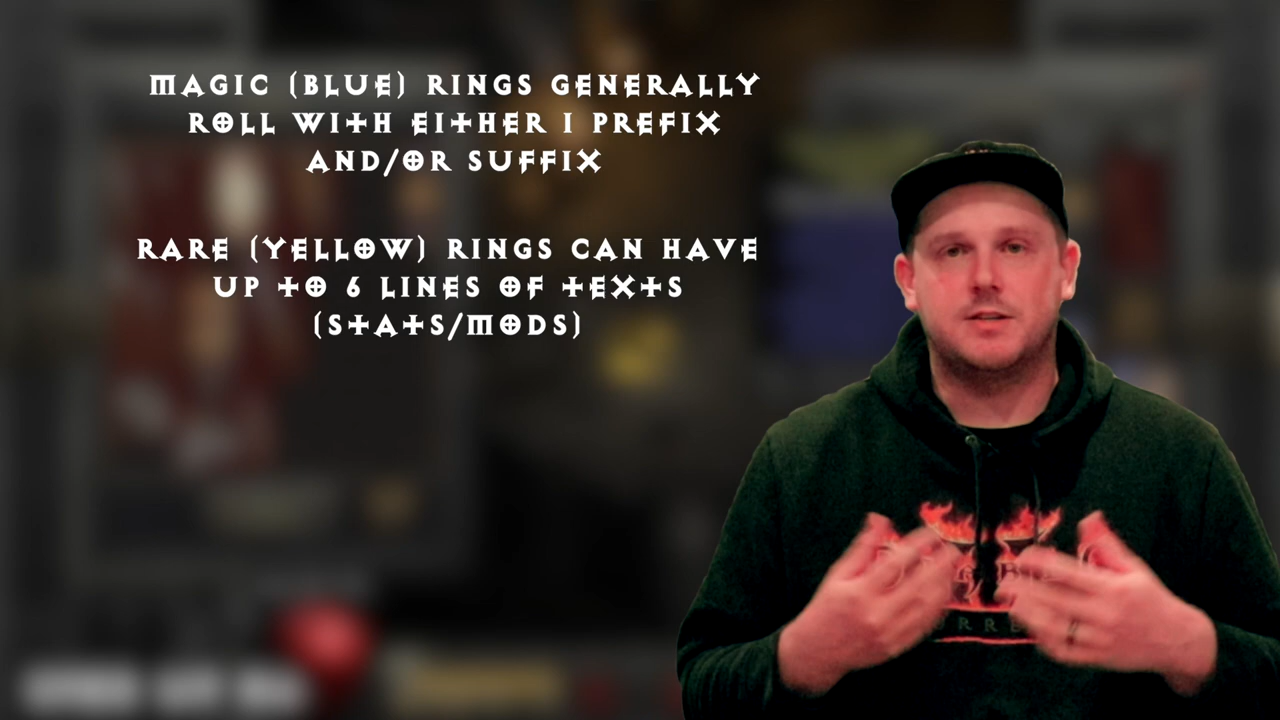 MAGIC (BLUE) RINGS GENERALLY
ROLL WITH EITHER 1 PREFIX
AND/OR SUFFIX
RARE (YELLOW) RINGS CAN HAVE
UP TO 6 LINES OF TEXTS
(STATS/MODS)